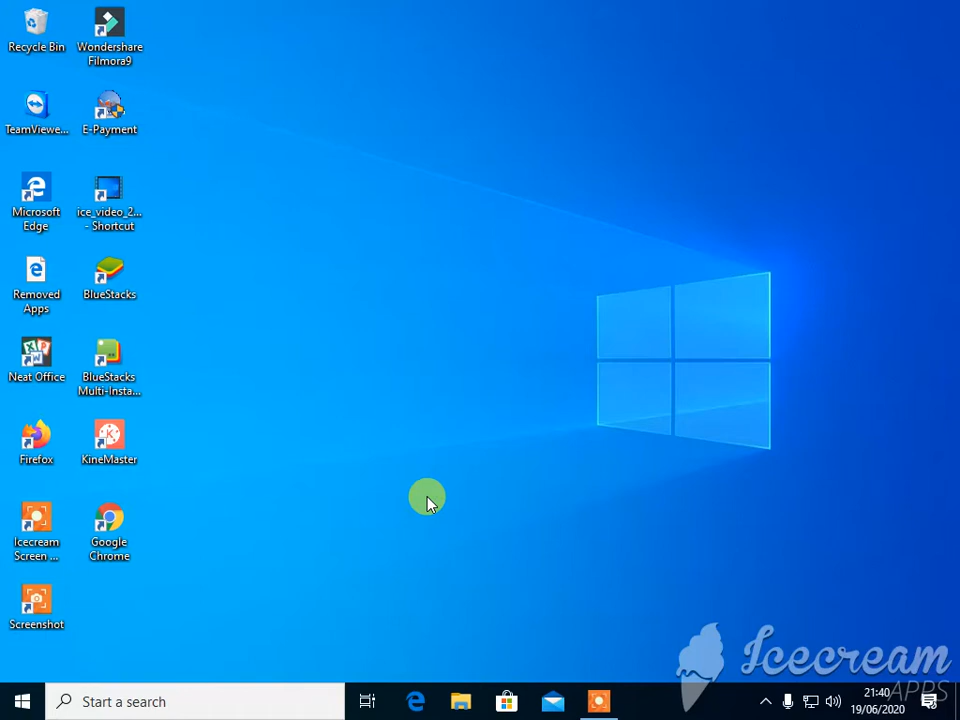 Recycle Bin
Wondershare
Filmora9
TeamViewe...
E-Payment
Microsoft
Edge
ice_video_2...
- Shortcut
Removed
Apps
BlueStacks
Neat Office
BlueStacks
Multi-Insta...
Firefox
KineMaster
Icecream
Screen ...
Google
Chrome
Screenshot
Icecream
APPS
Start a search
21:40
19/06/2020